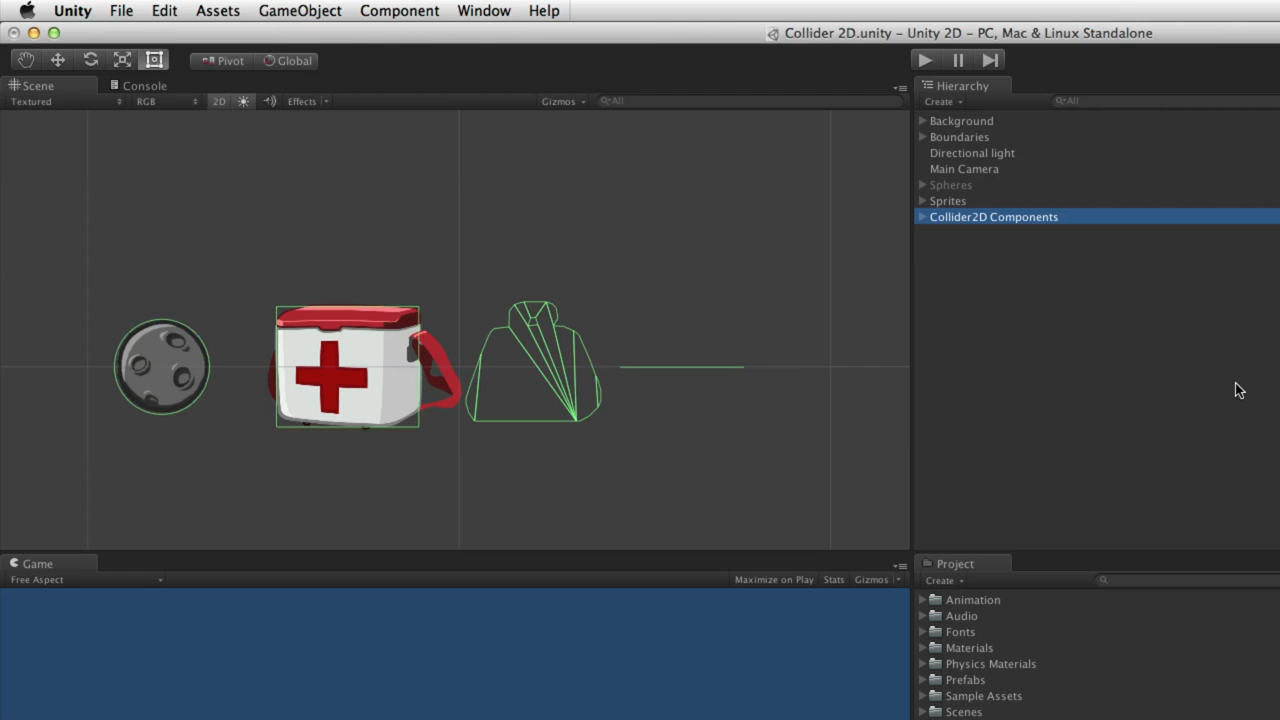 Unity File Edit Assets GameObject Component Window Help
Collider 2D.unity – Unity 2D – PC, Mac & Linux Standalone
Pivot Global
Scene Console
Textured RGB 2D Effects Gizmos All
Hierarchy
Create All
Background
Boundaries
Directional light
Main Camera
Spheres
Sprites
Collider2D Components
Game
Free Aspect Maximize on Play Stats Gizmos
Project
Create
Animation
Audio
Fonts
Materials
Physics Materials
Prefabs
Sample Assets
Scenes